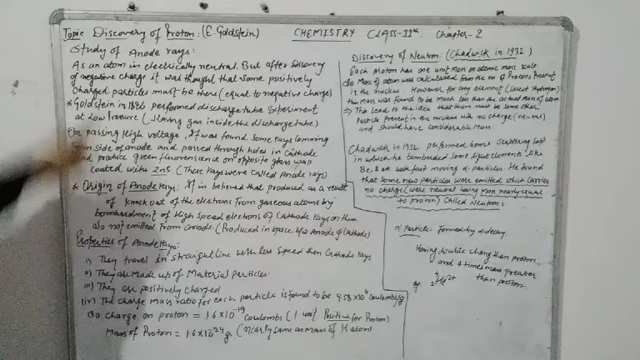 Topic Discovery of Proton. (E. Goldstein)
CHEMISTRY CLASS-11th Chapter-2
Study of Anode rays:
As an atom in electrically neutral. But after Discovery
of negative charge it was thought that some positively
charged particles must be there (equal to negative charge)
* Goldstein in 1886 performed discharge tube Experiment
at Low Pressure (Having gas inside the discharge tube)
On passing High voltage, it was found some rays coming
from side of anode and passed through holes in Cathode
and produce green fluorescence on opposite glass wall
coated with ZnS (These rays were called Anode rays)
* Origin of Anode rays: It in believed that produced as a result
of knock out of the electrons from gaseous atoms by
bombardment of High Speed electrons of Cathode rays on them
also not emitted from anode (Produced in space b/w Anode & Cathode)
Properties of Anode rays:
i) They travel in straight line with less speed than Cathode rays
ii) They are Made up of Material Particles
iii) They are positively charged
(iv) The charge mass ratio for each particle is found to be 9.58×10⁴ coulombs/g
So charge on proton = 1.6×10⁻¹⁹ coulombs (1 unit Positive for Proton)
Mass of Proton = 1.6×10⁻²⁴ g (nearly same as Mass of H atom)
Discovery of Neutron: (Chadwick in 1932)
Each proton has one unit Mass on atomic mass scale
Mass of atom was calculated from the no of Protons Present
in the nucleus. However for any element (Except Hydrogen)
this Mass was found to be much less than the actual Mass of atom
⇒ The Lead to the idea that there must be some other
Particle present in the nucleus with no charge (neutral)
and should have considerable Mass.
Chadwick in 1932 performed some scattering expt
in which he bombarded some light elements like
Be, B etc with fast moving α Particles. He found
that some new particles were emitted which carries
no charge (were neutral having mass nearly equal
to proton) Called Neutrons.
α Particle: Formed by
Having double charge than proton
and 4 times mass greater
than proton.